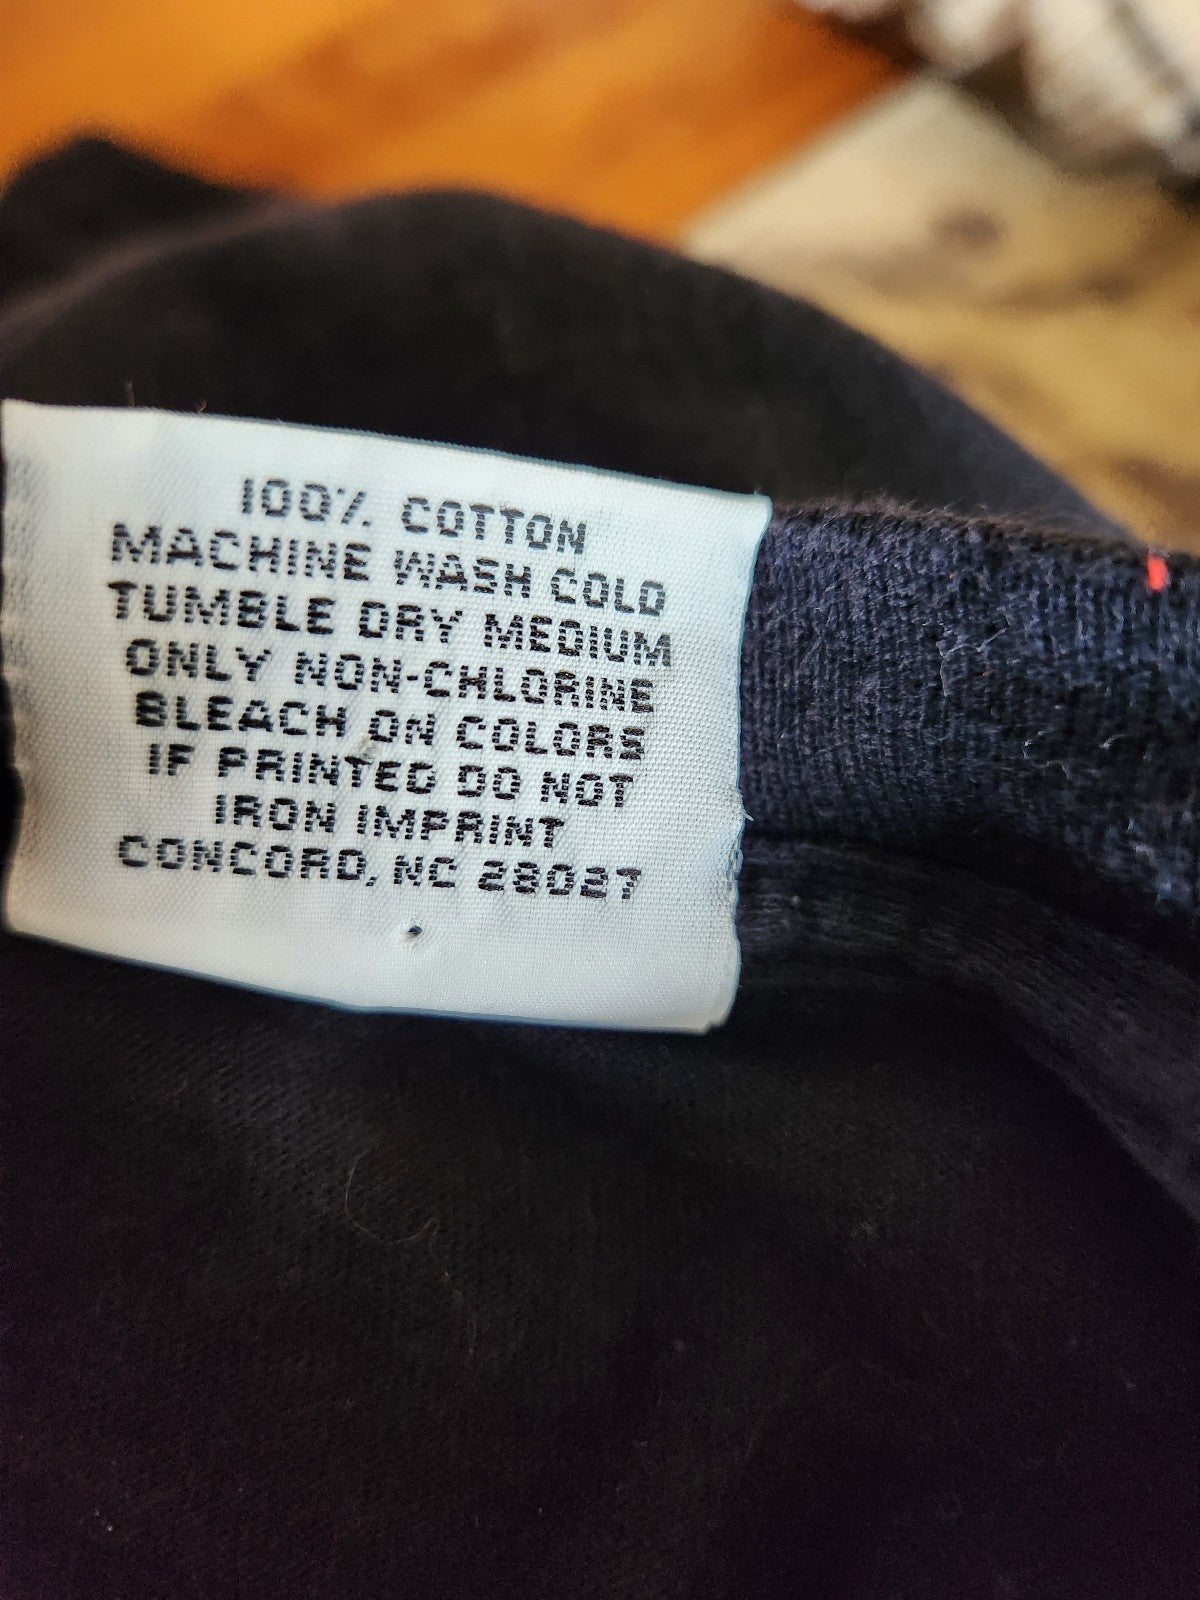 100% COTTON
MACHINE WASH COLD
TUMBLE DRY MEDIUM
ONLY NON-CHLORINE
BLEACH ON COLORS
IF PRINTED DO NOT
IRON IMPRINT
CONCORD, NC 28027